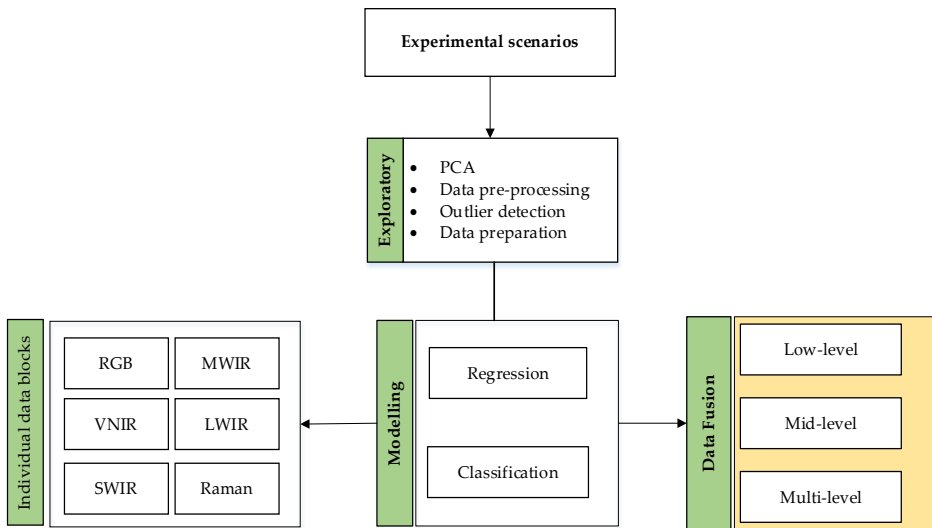 Experimental scenarios
Exploratory
• PCA
• Data pre-processing
• Outlier detection
• Data preparation
Individual data blocks
RGB
MWIR
VNIR
LWIR
SWIR
Raman
Modelling
Regression
Classification
Data Fusion
Low-level
Mid-level
Multi-level